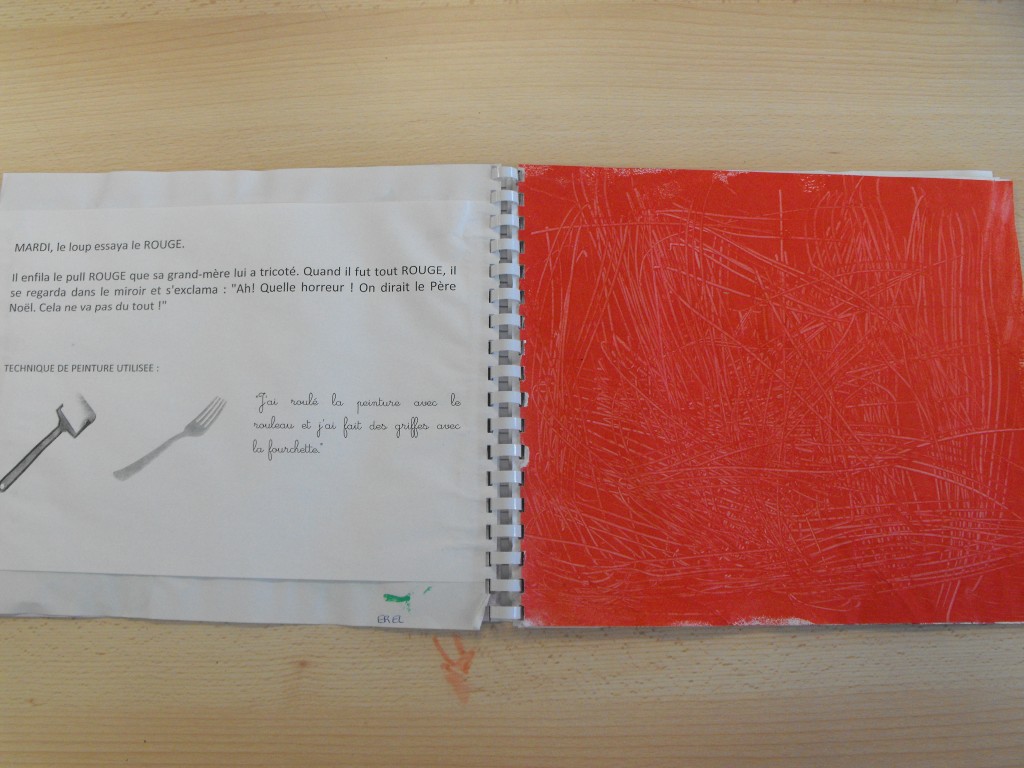 MARDI, le loup essaya le ROUGE.
Il enfila le pull ROUGE que sa grand-mère lui a tricoté. Quand il fut tout ROUGE, il
se regarda dans le miroir et s'exclama : "Ah! Quelle horreur ! On dirait le Père
Noël. Cela ne va pas du tout !"
TECHNIQUE DE PEINTURE UTILISEE :
"J'ai roulé la peinture avec le
rouleau et j'ai fait des griffes avec
la fourchette."
EREL